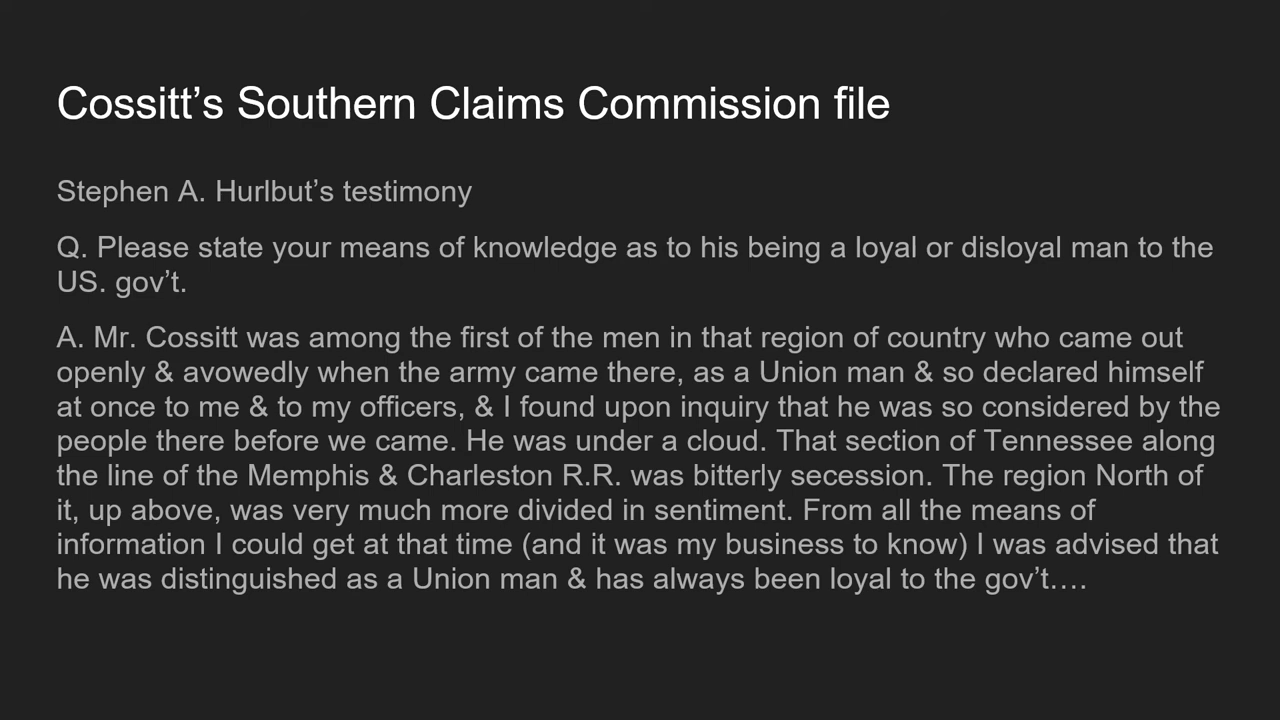 Cossitt’s Southern Claims Commission file
Stephen A. Hurlbut’s testimony
Q. Please state your means of knowledge as to his being a loyal or disloyal man to the
US. gov’t.
A. Mr. Cossitt was among the first of the men in that region of country who came out
openly & avowedly when the army came there, as a Union man & so declared himself
at once to me & to my officers, & I found upon inquiry that he was so considered by the
people there before we came. He was under a cloud. That section of Tennessee along
the line of the Memphis & Charleston R.R. was bitterly secession. The region North of
it, up above, was very much more divided in sentiment. From all the means of
information I could get at that time (and it was my business to know) I was advised that
he was distinguished as a Union man & has always been loyal to the gov’t….